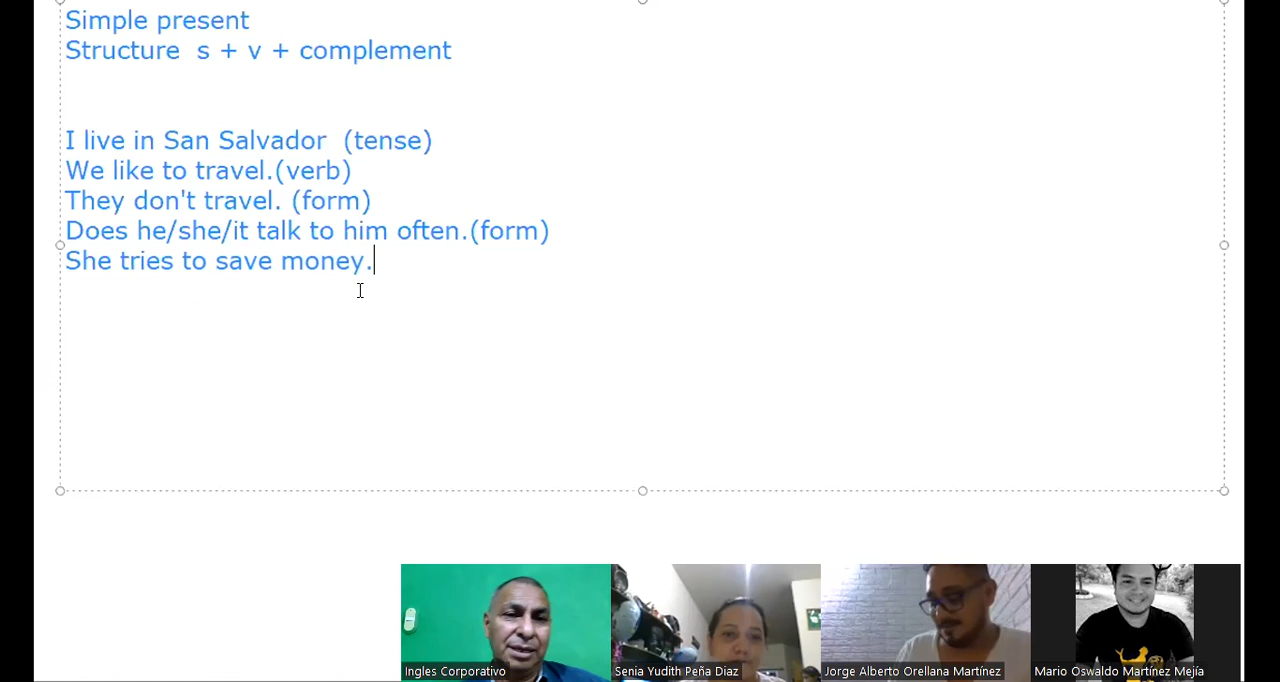 Simple present
Structure  s + v + complement
I live in San Salvador  (tense)
We like to travel.(verb)
They don't travel. (form)
Does he/she/it talk to him often.(form)
She tries to save money.
Ingles Corporativo
Senia Yudith Peña Diaz
Jorge Alberto Orellana Martínez
Mario Oswaldo Martínez Mejía